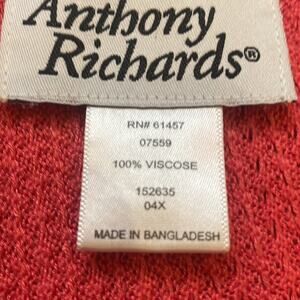 Anthony
Richards®
RN# 61457
07559
100% VISCOSE
152635
04X
MADE IN BANGLADESH